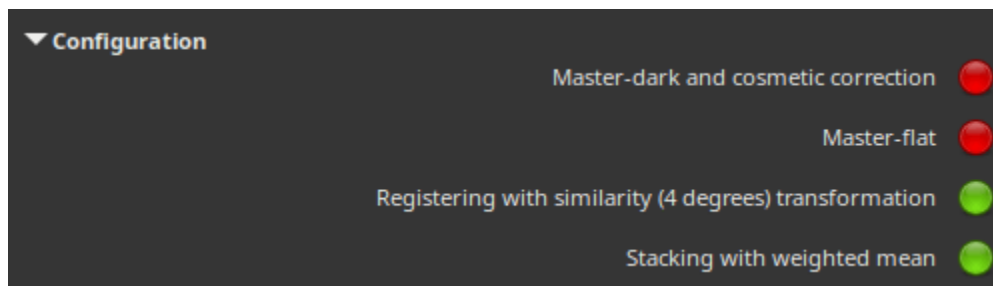 Configuration
Master-dark and cosmetic correction
Master-flat
Registering with similarity (4 degrees) transformation
Stacking with weighted mean